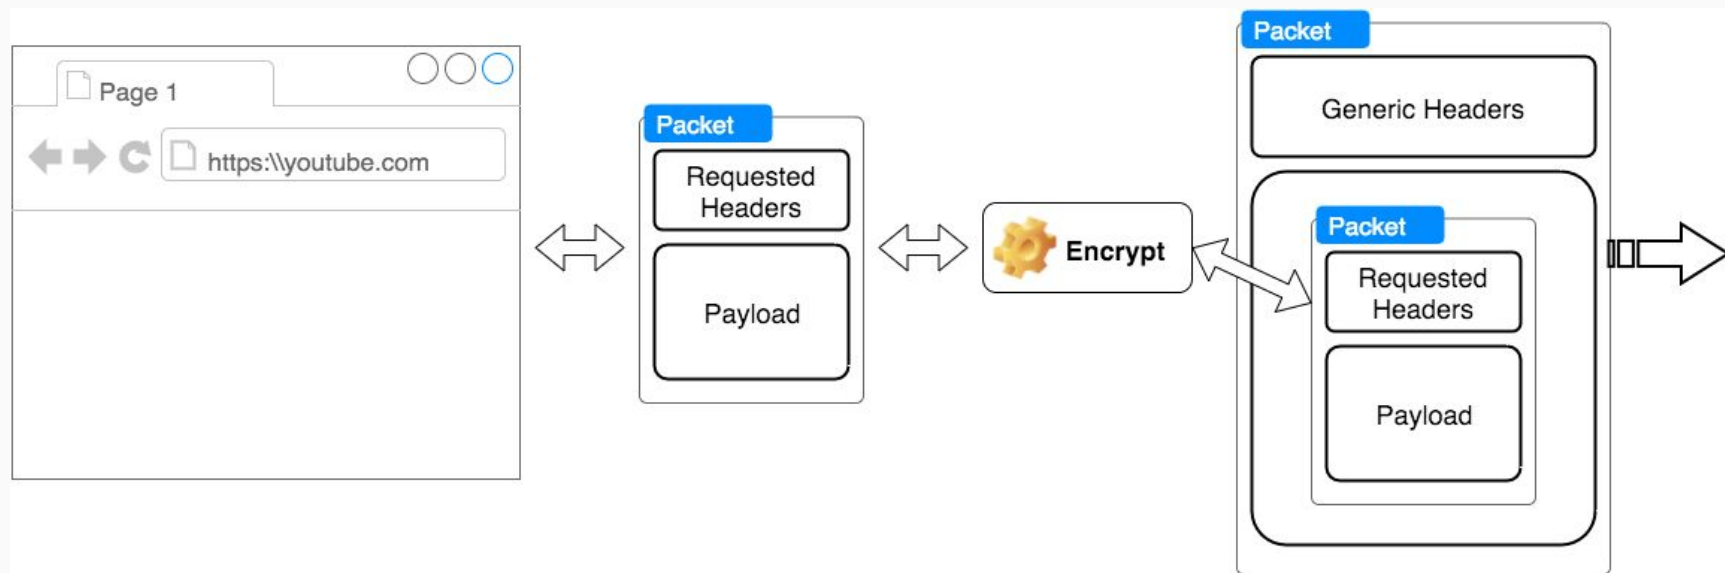 Page 1
https:\\youtube.com
Packet
Requested
Headers
Payload
Encrypt
Packet
Generic Headers
Packet
Requested
Headers
Payload